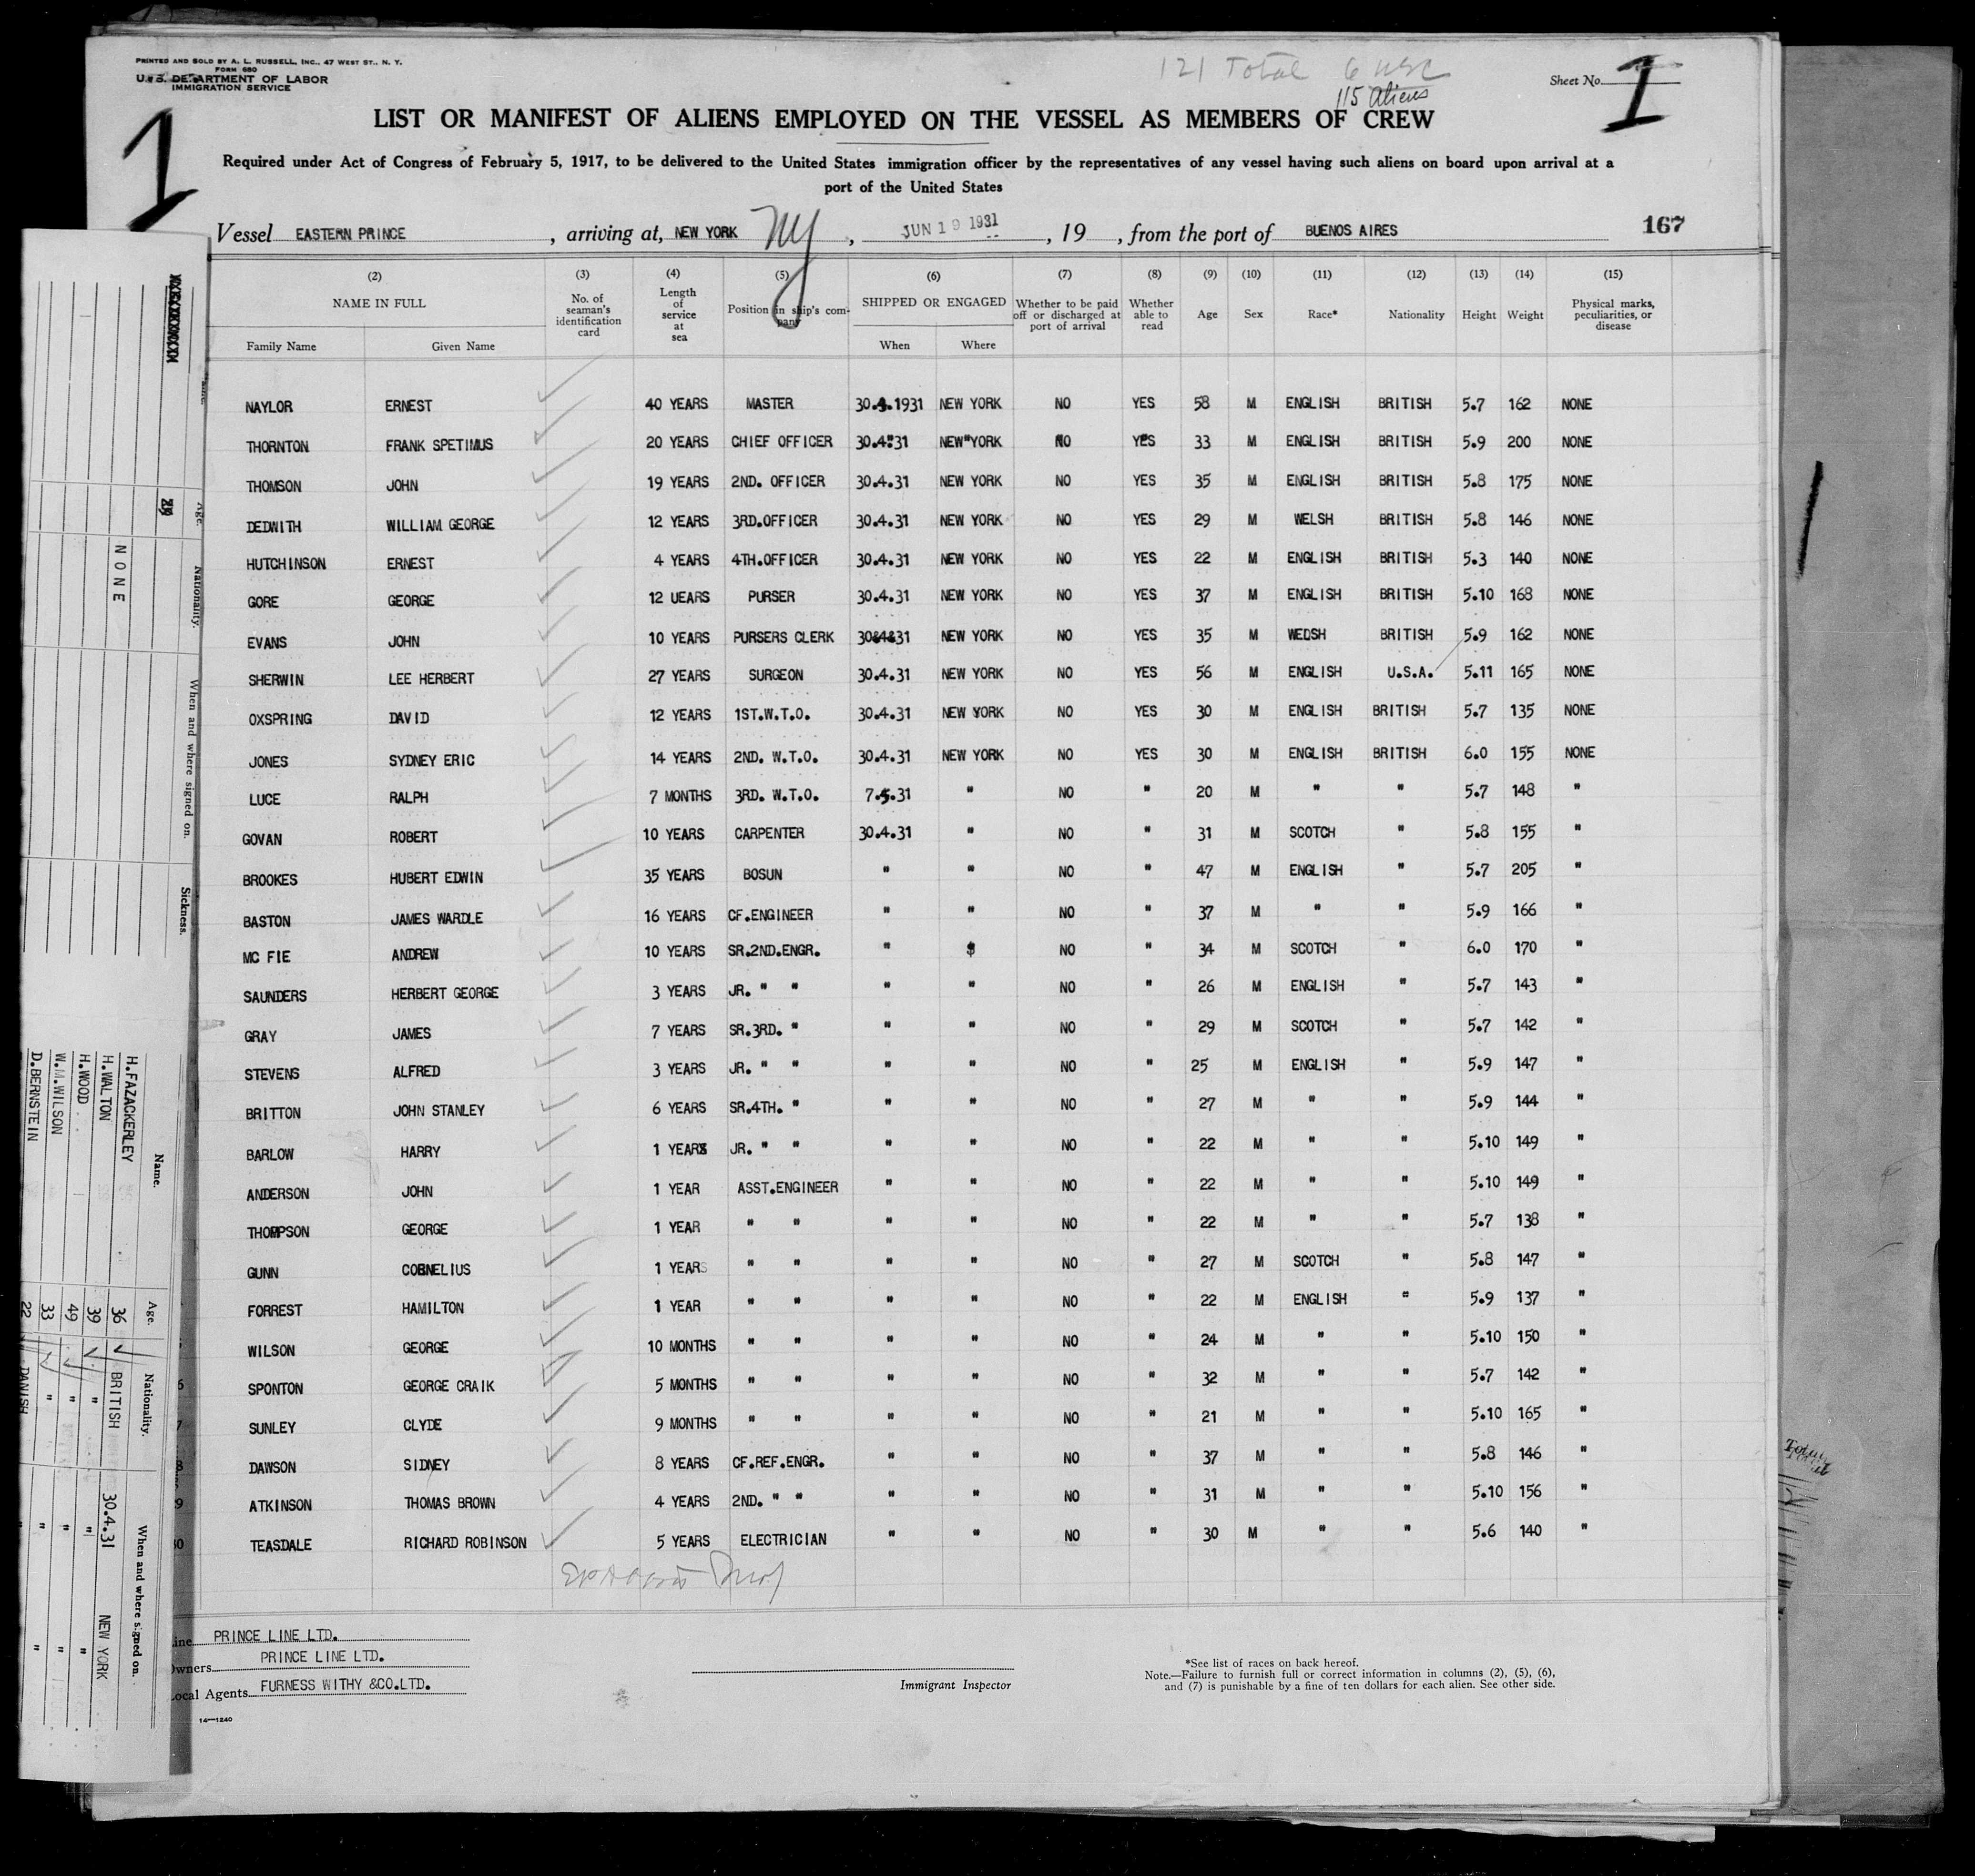 PRINTED AND SOLD BY A. L. RUSSELL, INC., 47 WEST ST., N. Y.
FORM 680
U. S. DEPARTMENT OF LABOR
IMMIGRATION SERVICE
121 Total 6
115 Aliens
Sheet No. 1
1
LIST OR MANIFEST OF ALIENS EMPLOYED ON THE VESSEL AS MEMBERS OF CREW
Required under Act of Congress of February 5, 1917, to be delivered to the United States immigration officer by the representatives of any vessel having such aliens on board upon arrival at a
port of the United States
Vessel EASTERN PRINCE , arriving at, NEW YORK NY , JUN 19 1931 , 19 , from the port of BUENOS AIRES 167
(2) (3) (4) (5) (6) (7) (8) (9) (10) (11) (12) (13) (14) (15)
NAME IN FULL No. of seaman's identification card Length of service at sea Position in ship's company SHIPPED OR ENGAGED Whether to be paid off or discharged at port of arrival Whether able to read Age Sex Race* Nationality Height Weight Physical marks, peculiarities, or disease
Family Name Given Name When Where
NAYLOR ERNEST 40 YEARS MASTER 30.4.1931 NEW YORK NO YES 58 M ENGLISH BRITISH 5.7 162 NONE
THORNTON FRANK SPETIMUS 20 YEARS CHIEF OFFICER 30.4"31 NEW"YORK NO YES 33 M ENGLISH BRITISH 5.9 200 NONE
THOMSON JOHN 19 YEARS 2ND. OFFICER 30.4.31 NEW YORK NO YES 35 M ENGLISH BRITISH 5.8 175 NONE
DEDWITH WILLIAM GEORGE 12 YEARS 3RD.OFFICER 30.4.31 NEW YORK NO YES 29 M WELSH BRITISH 5.8 146 NONE
HUTCHINSON ERNEST 4 YEARS 4TH.OFFICER 30.4.31 NEW YORK NO YES 22 M ENGLISH BRITISH 5.3 140 NONE
GORE GEORGE 12 UEARS PURSER 30.4.31 NEW YORK NO YES 37 M ENGLISH BRITISH 5.10 168 NONE
EVANS JOHN 10 YEARS PURSERS CLERK 30&4&31 NEW YORK NO YES 35 M WEDSH BRITISH 5.9 162 NONE
SHERWIN LEE HERBERT 27 YEARS SURGEON 30.4.31 NEW YORK NO YES 56 M ENGLISH U.S.A. 5.11 165 NONE
OXSPRING DAVID 12 YEARS 1ST.W.T.O. 30.4.31 NEW YORK NO YES 30 M ENGLISH BRITISH 5.7 135 NONE
JONES SYDNEY ERIC 14 YEARS 2ND. W.T.O. 30.4.31 NEW YORK NO YES 30 M ENGLISH BRITISH 6.0 155 NONE
LUCE RALPH 7 MONTHS 3RD. W.T.O. 7.5.31 " NO " 20 M " " 5.7 148 "
GOVAN ROBERT 10 YEARS CARPENTER 30.4.31 " NO " 31 M SCOTCH " 5.8 155 "
BROOKES HUBERT EDWIN 35 YEARS BOSUN " " NO " 47 M ENGLISH " 5.7 205 "
BASTON JAMES WARDLE 16 YEARS CF.ENGINEER " " NO " 37 M " " 5.9 166 "
MC FIE ANDREW 10 YEARS SR.2ND.ENGR. " " NO " 34 M SCOTCH " 6.0 170 "
SAUNDERS HERBERT GEORGE 3 YEARS JR. " " " " NO " 26 M ENGLISH " 5.7 143 "
GRAY JAMES 7 YEARS SR.3RD. " " " NO " 29 M SCOTCH " 5.7 142 "
STEVENS ALFRED 3 YEARS JR. " " " " NO " 25 M ENGLISH " 5.9 147 "
BRITTON JOHN STANLEY 6 YEARS SR.4TH. " " " NO " 27 M " " 5.9 144 "
BARLOW HARRY 1 YEAR JR. " " " " NO " 22 M " " 5.10 149 "
ANDERSON JOHN 1 YEAR ASST.ENGINEER " " NO " 22 M " " 5.10 149 "
THOMPSON GEORGE 1 YEAR " " " " NO " 22 M " " 5.7 138 "
GUNN CORNELIUS 1 YEARS " " " " NO " 27 M SCOTCH " 5.8 147 "
FORREST HAMILTON 1 YEAR " " " " NO " 22 M ENGLISH " 5.9 137 "
WILSON GEORGE 10 MONTHS " " " " NO " 24 M " " 5.10 150 "
SPONTON GEORGE CRAIK 5 MONTHS " " " " NO " 32 M " " 5.7 142 "
SUNLEY CLYDE 9 MONTHS " " " " NO " 21 M " " 5.10 165 "
DAWSON SIDNEY 8 YEARS CF.REF.ENGR. " " NO " 37 M " " 5.8 146 "
ATKINSON THOMAS BROWN 4 YEARS 2ND. " " " " NO " 31 M " " 5.10 156 "
TEASDALE RICHARD ROBINSON 5 YEARS ELECTRICIAN " " NO " 30 M " " 5.6 140 "
PRINCE LINE LTD.
Owners PRINCE LINE LTD.
Local Agents FURNESS WITHY &CO.LTD.
14—1240
Immigrant Inspector
*See list of races on back hereof.
Note.—Failure to furnish full or correct information in columns (2), (5), (6),
and (7) is punishable by a fine of ten dollars for each alien. See other side.
Age. Nationality. When and where signed on. Sickness.
NONE
Name. Age. Nationality. When and where signed on.
H.FAZACKERLEY 36 BRITISH 30.4.31 NEW YORK
H.WALTON 39 " " "
H.WOOD 49 " " "
W.M.WILSON 33 " " "
D.BERNSTEIN 22 DANISH "
Total